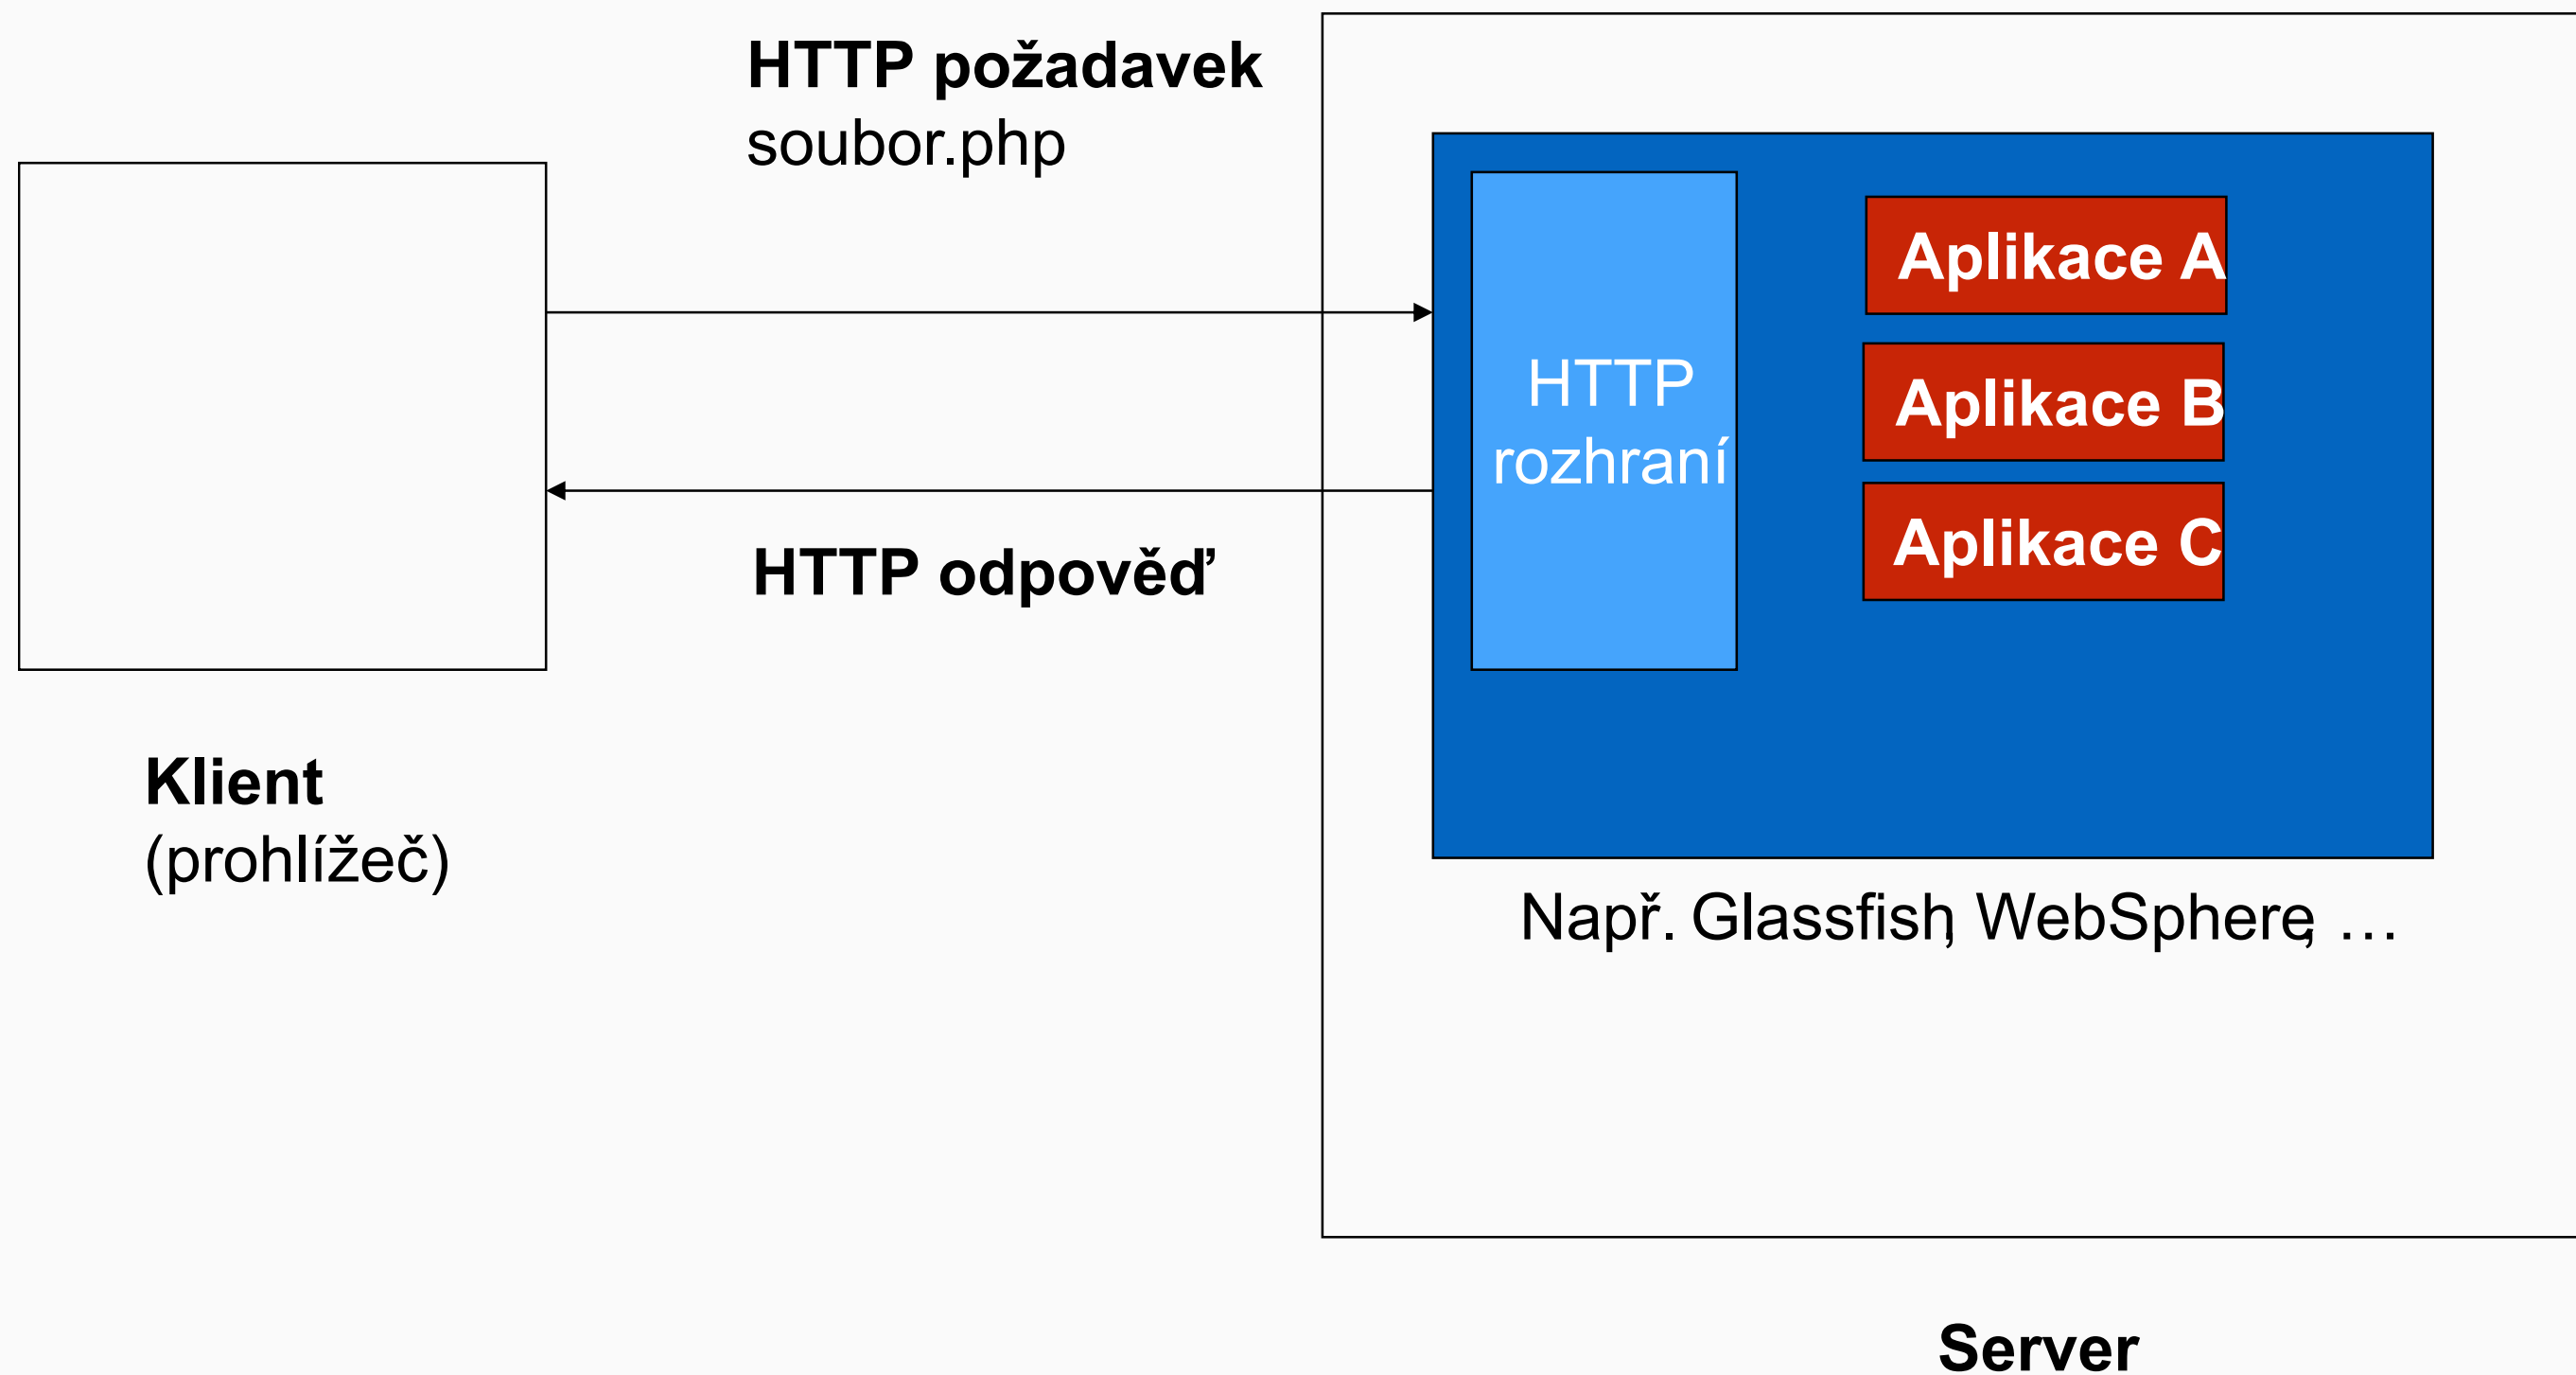 HTTP požadavek
soubor.php
Aplikace A
Aplikace B
Aplikace C
HTTP
rozhraní
HTTP odpověď
Klient
(prohlížeč)
Např. Glassfish, WebSphere, …
Server